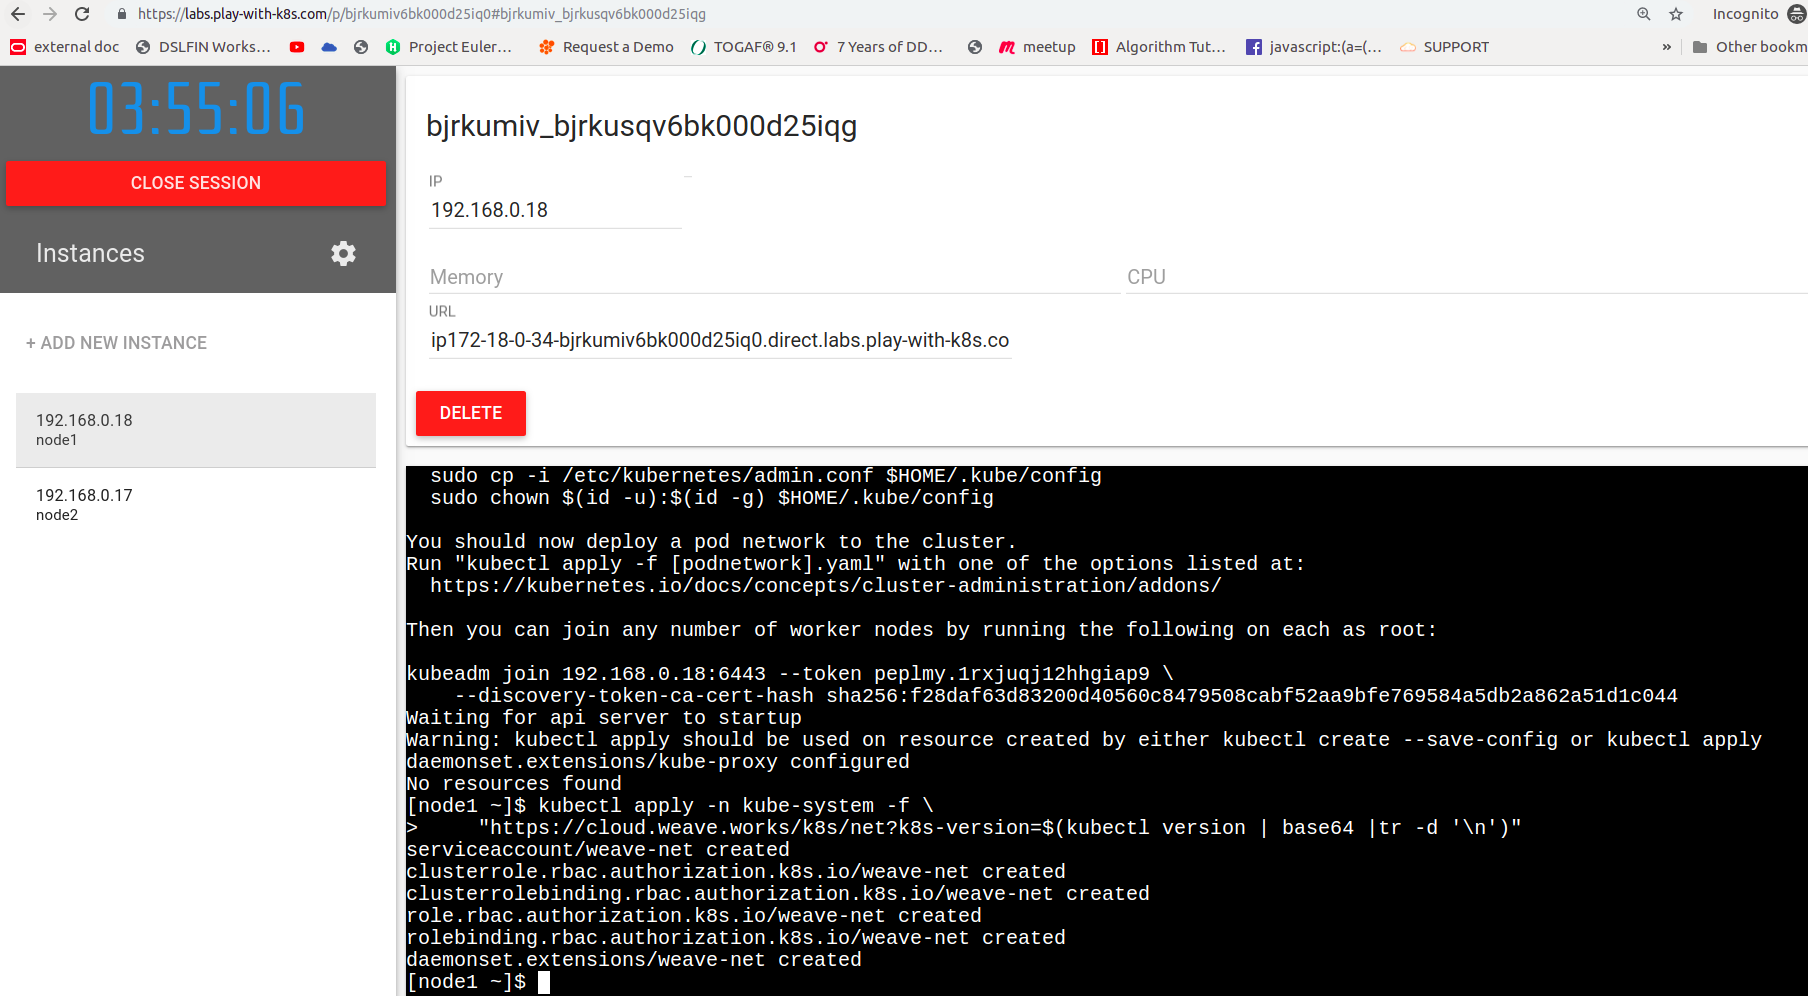 https://labs.play-with-k8s.com/p/bjrkumiv6bk000d25iq0#bjrkumiv_bjrkusqv6bk000d25iqg
Incognito
external doc DSLFIN Works... Project Euler... Request a Demo TOGAF® 9.1 7 Years of DD... meetup Algorithm Tut... javascript:(a=(... SUPPORT » Other bookm
03:55:06
CLOSE SESSION
Instances
+ ADD NEW INSTANCE
192.168.0.18
node1
192.168.0.17
node2
bjrkumiv_bjrkusqv6bk000d25iqg
IP
192.168.0.18
Memory CPU
URL
ip172-18-0-34-bjrkumiv6bk000d25iq0.direct.labs.play-with-k8s.co
DELETE
  sudo cp -i /etc/kubernetes/admin.conf $HOME/.kube/config
  sudo chown $(id -u):$(id -g) $HOME/.kube/config
You should now deploy a pod network to the cluster.
Run "kubectl apply -f [podnetwork].yaml" with one of the options listed at:
  https://kubernetes.io/docs/concepts/cluster-administration/addons/
Then you can join any number of worker nodes by running the following on each as root:
kubeadm join 192.168.0.18:6443 --token peplmy.1rxjuqj12hhgiap9 \
    --discovery-token-ca-cert-hash sha256:f28daf63d83200d40560c8479508cabf52aa9bfe769584a5db2a862a51d1c044
Waiting for api server to startup
Warning: kubectl apply should be used on resource created by either kubectl create --save-config or kubectl apply
daemonset.extensions/kube-proxy configured
No resources found
[node1 ~]$ kubectl apply -n kube-system -f \
>     "https://cloud.weave.works/k8s/net?k8s-version=$(kubectl version | base64 |tr -d '\n')"
serviceaccount/weave-net created
clusterrole.rbac.authorization.k8s.io/weave-net created
clusterrolebinding.rbac.authorization.k8s.io/weave-net created
role.rbac.authorization.k8s.io/weave-net created
rolebinding.rbac.authorization.k8s.io/weave-net created
daemonset.extensions/weave-net created
[node1 ~]$